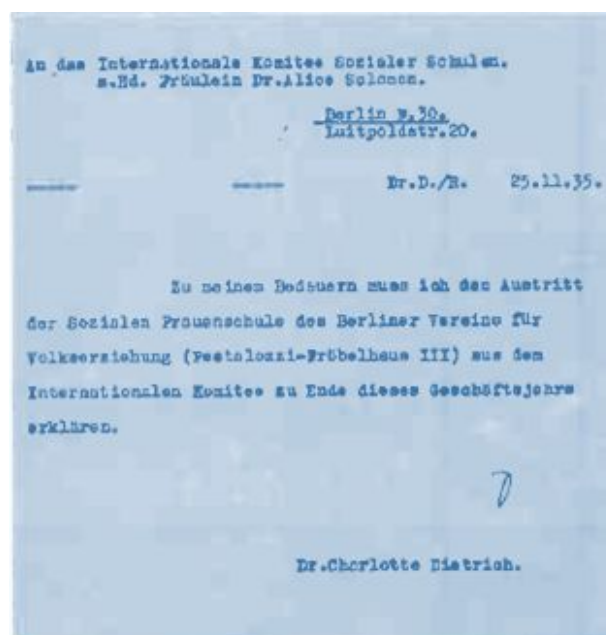 An das Internationale Komitee Sozialer Schulen.
z.Hd. Fräulein Dr.Alice Salomon.
Berlin W.30.
Luitpoldstr.20.
Dr.D./R. 25.11.35.
Zu meinem Bedauern muss ich den Austritt
der Sozialen Frauenschule des Berliner Vereins für
Volkserziehung (Pestalozzi-Fröbelhaus III) aus dem
Internationalen Komitee zu Ende dieses Geschäftsjahrs
erklären.
Dr.Charlotte Dietrich.